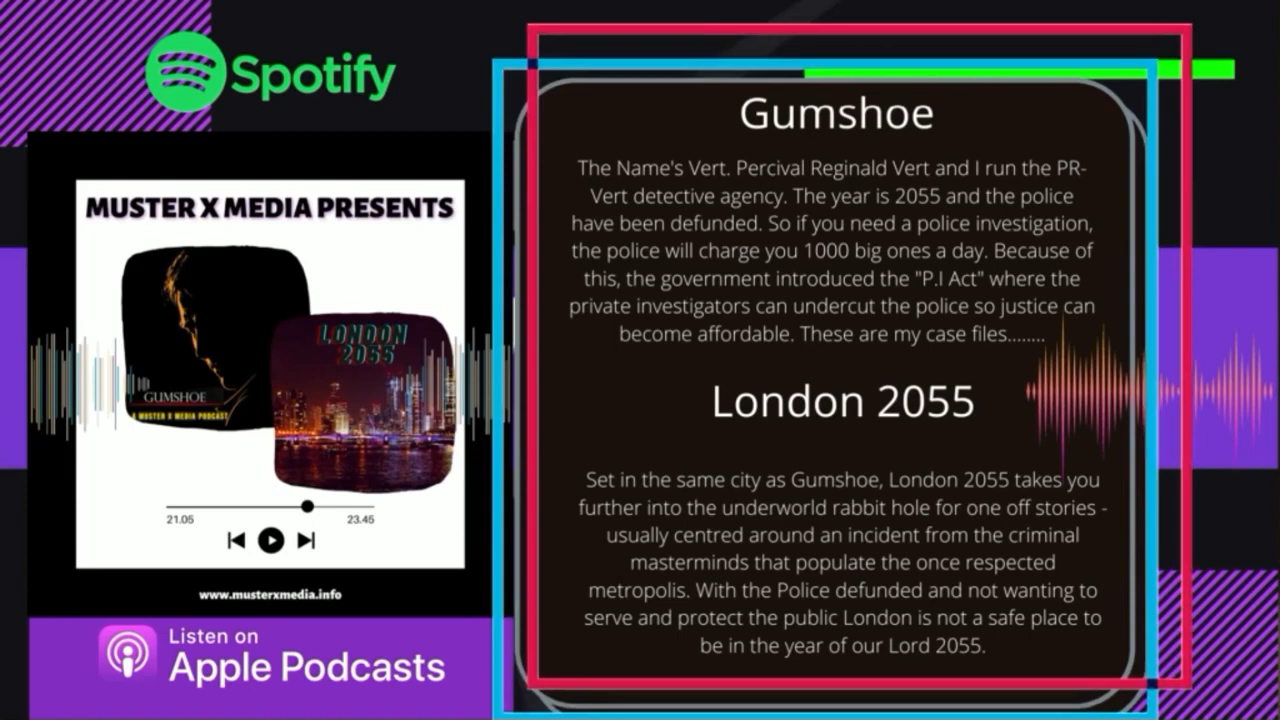 Spotify
MUSTER X MEDIA PRESENTS
GUMSHOE
A MUSTER X MEDIA PODCAST
LONDON
2055
21.05
23.45
www.musterxmedia.info
Listen on
Apple Podcasts
Gumshoe
The Name's Vert. Percival Reginald Vert and I run the PR-
Vert detective agency. The year is 2055 and the police
have been defunded. So if you need a police investigation,
the police will charge you 1000 big ones a day. Because of
this, the government introduced the "P.I Act" where the
private investigators can undercut the police so justice can
become affordable. These are my case files........
London 2055
Set in the same city as Gumshoe, London 2055 takes you
further into the underworld rabbit hole for one off stories -
usually centred around an incident from the criminal
masterminds that populate the once respected
metropolis. With the Police defunded and not wanting to
serve and protect the public London is not a safe place to
be in the year of our Lord 2055.